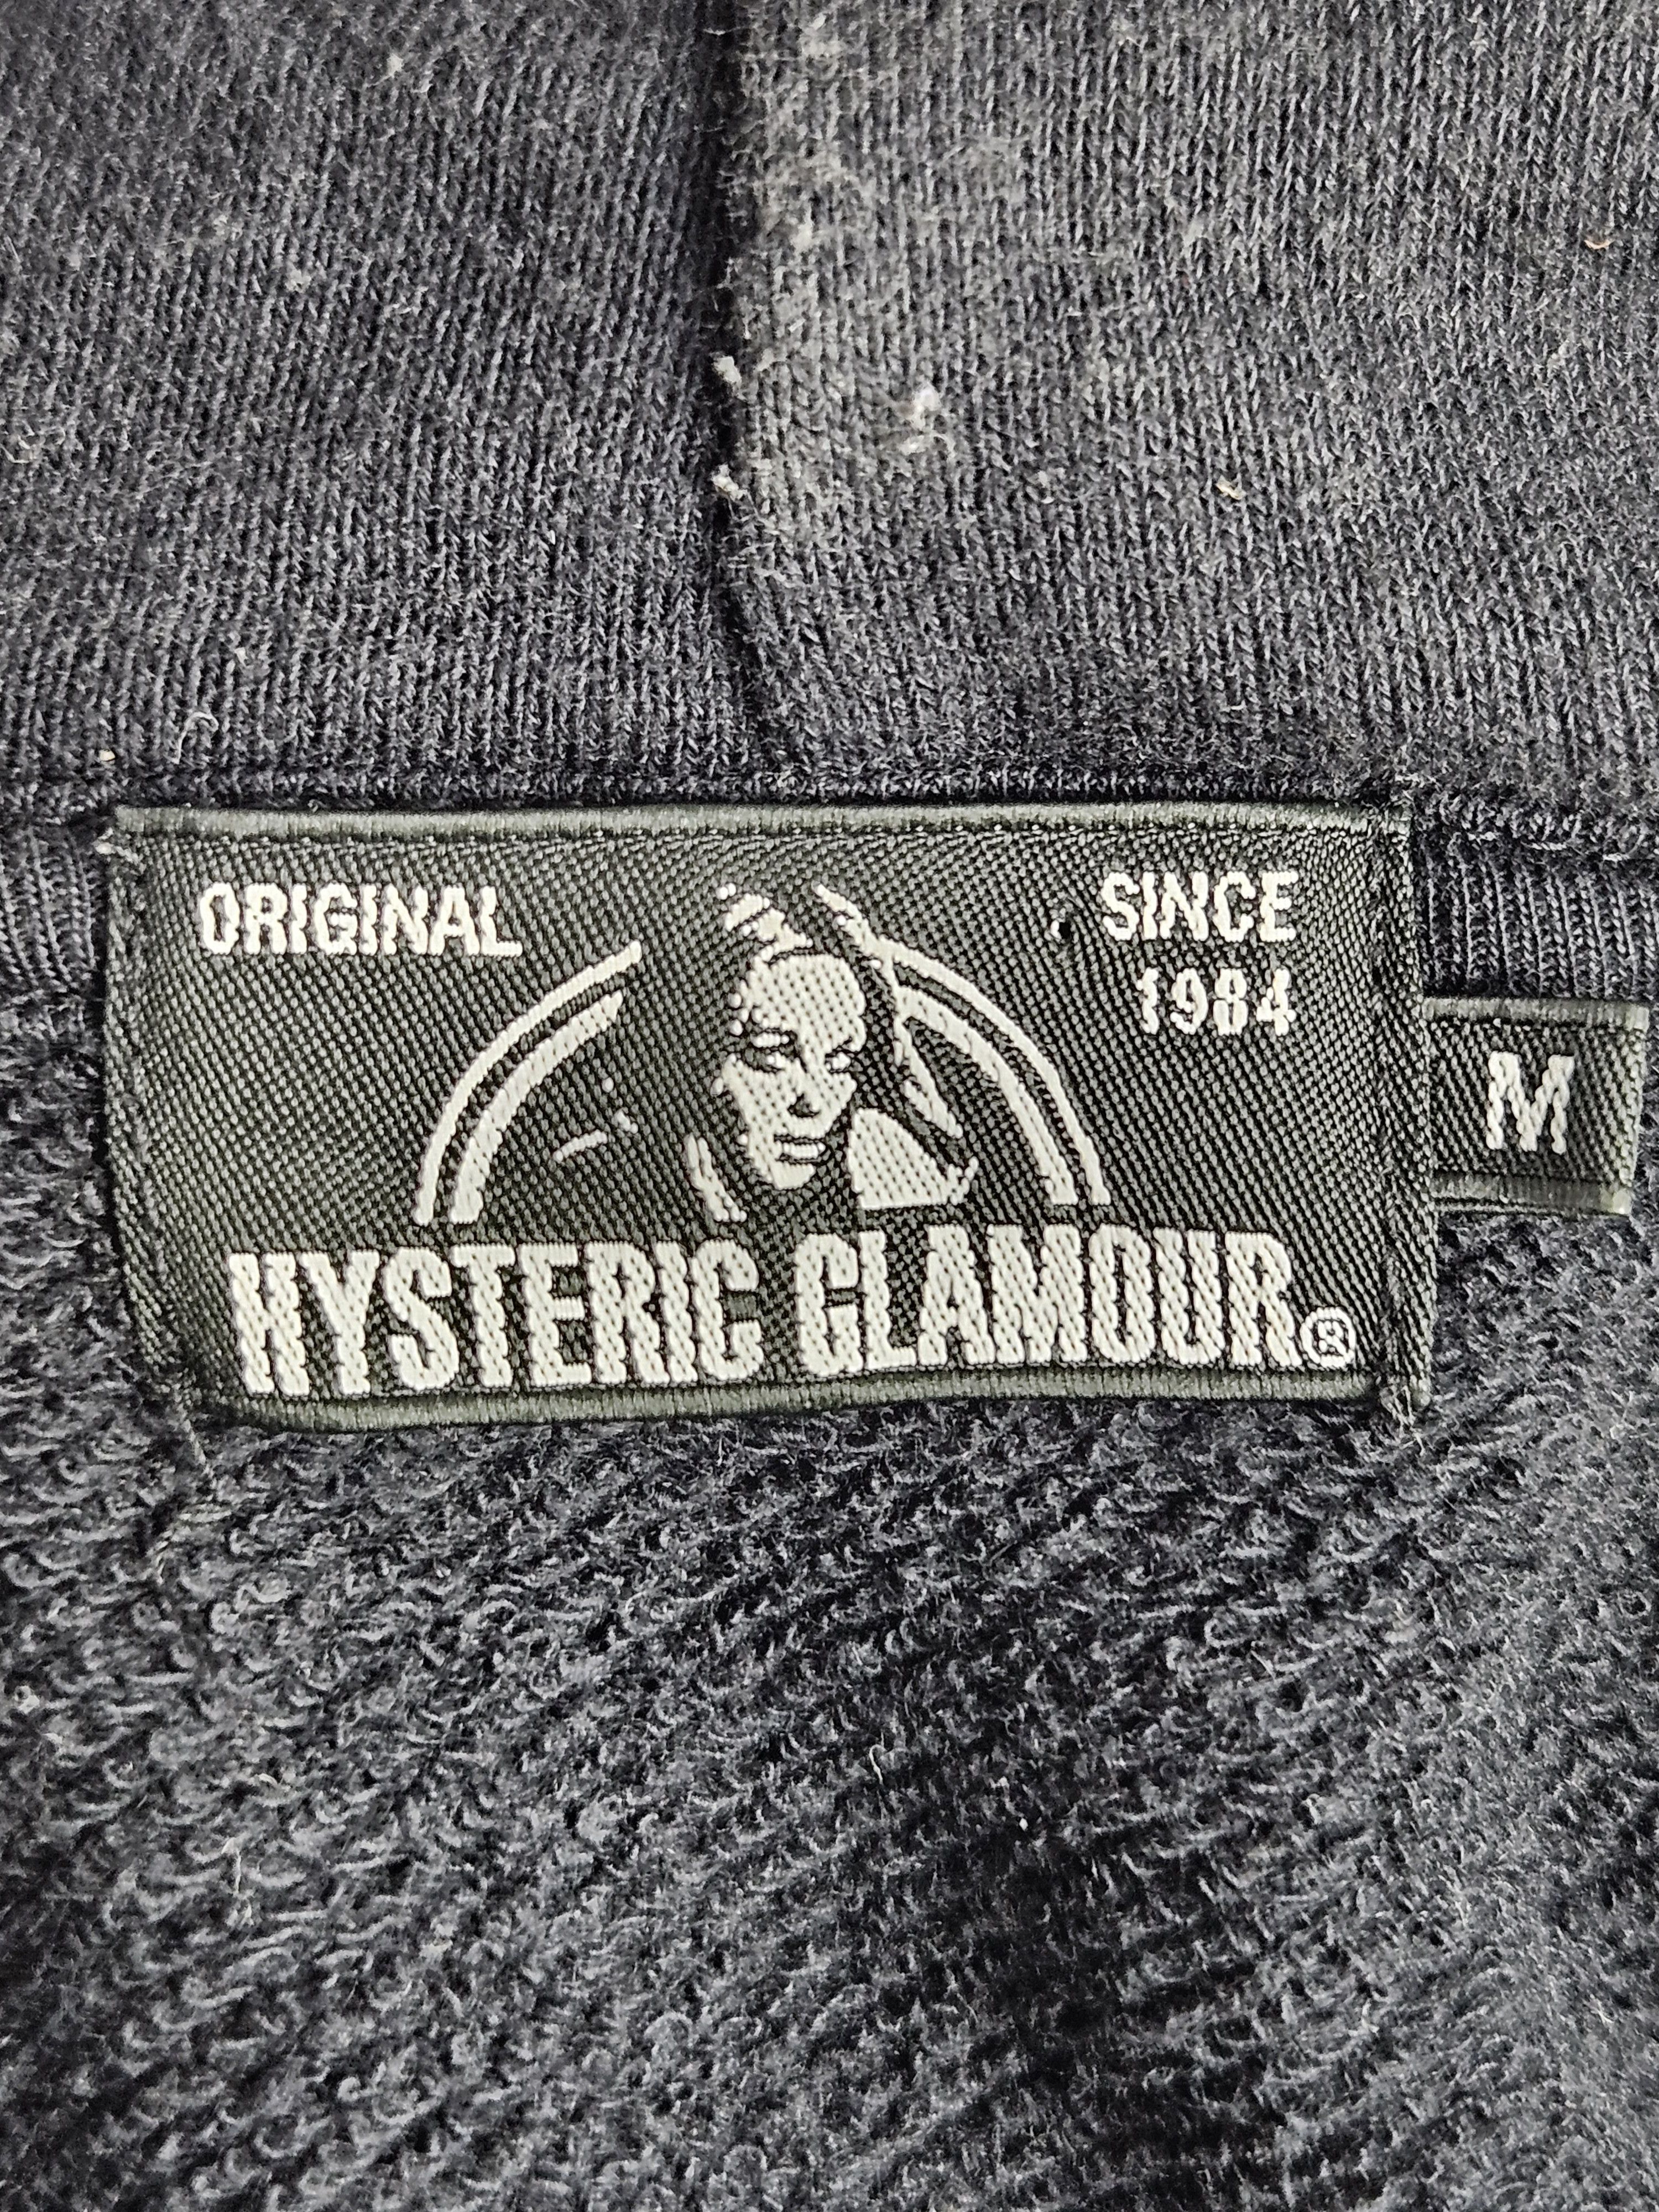 ORIGINAL
SINCE
1984
M
HYSTERIC GLAMOUR®